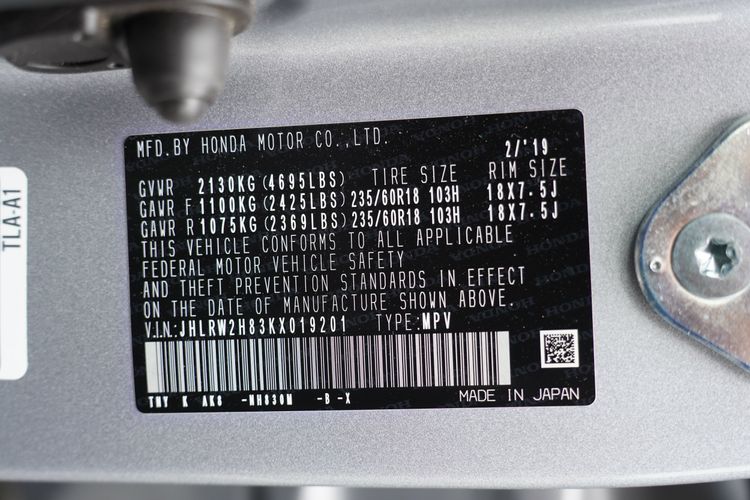 MFD.BY HONDA MOTOR CO.,LTD. 2/'19
GVWR 2130KG(4695LBS) TIRE SIZE RIM SIZE
GAWR F 1100KG(2425LBS) 235/60R18 103H 18X7.5J
GAWR R 1075KG(2369LBS) 235/60R18 103H 18X7.5J
THIS VEHICLE CONFORMS TO ALL APPLICABLE
FEDERAL MOTOR VEHICLE SAFETY
AND THEFT PREVENTION STANDARDS IN EFFECT
ON THE DATE OF MANUFACTURE SHOWN ABOVE.
V.I.N:JHLRW2H83KX019201 TYPE:MPV
TNY K AK8 -NH830M -B -X MADE IN JAPAN
TLA-A1